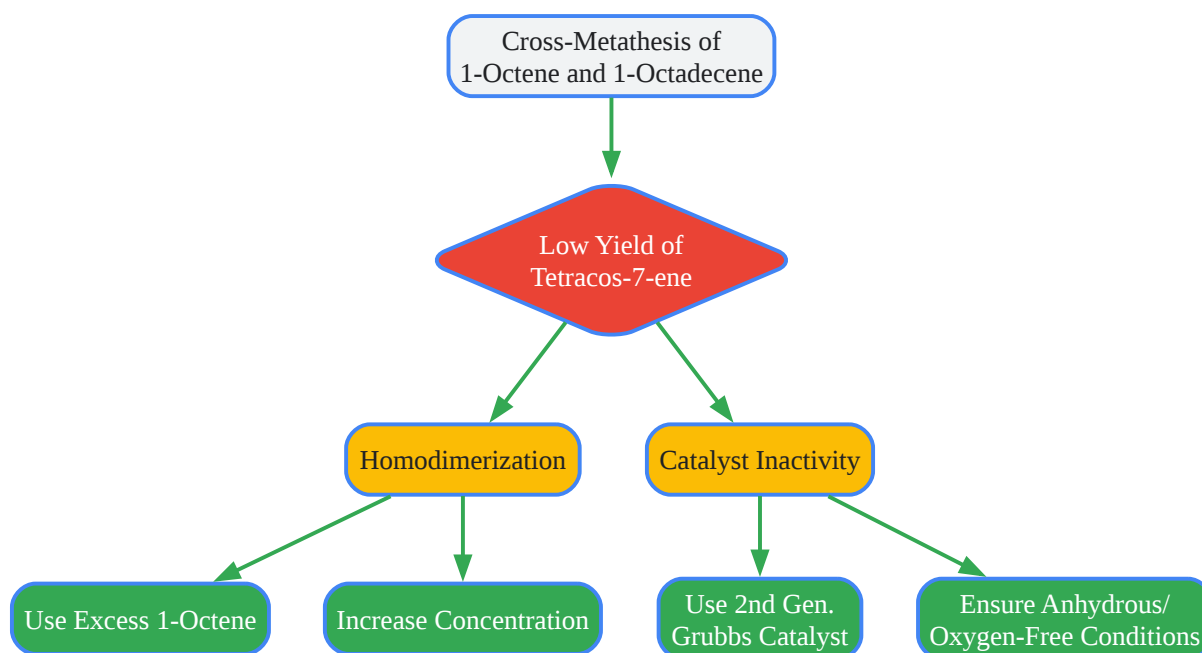 Cross-Metathesis of
1-Octene and 1-Octadecene
Low Yield of
Tetracos-7-ene
Homodimerization
Catalyst Inactivity
Use Excess 1-Octene
Increase Concentration
Use 2nd Gen.
Grubbs Catalyst
Ensure Anhydrous/
Oxygen-Free Conditions